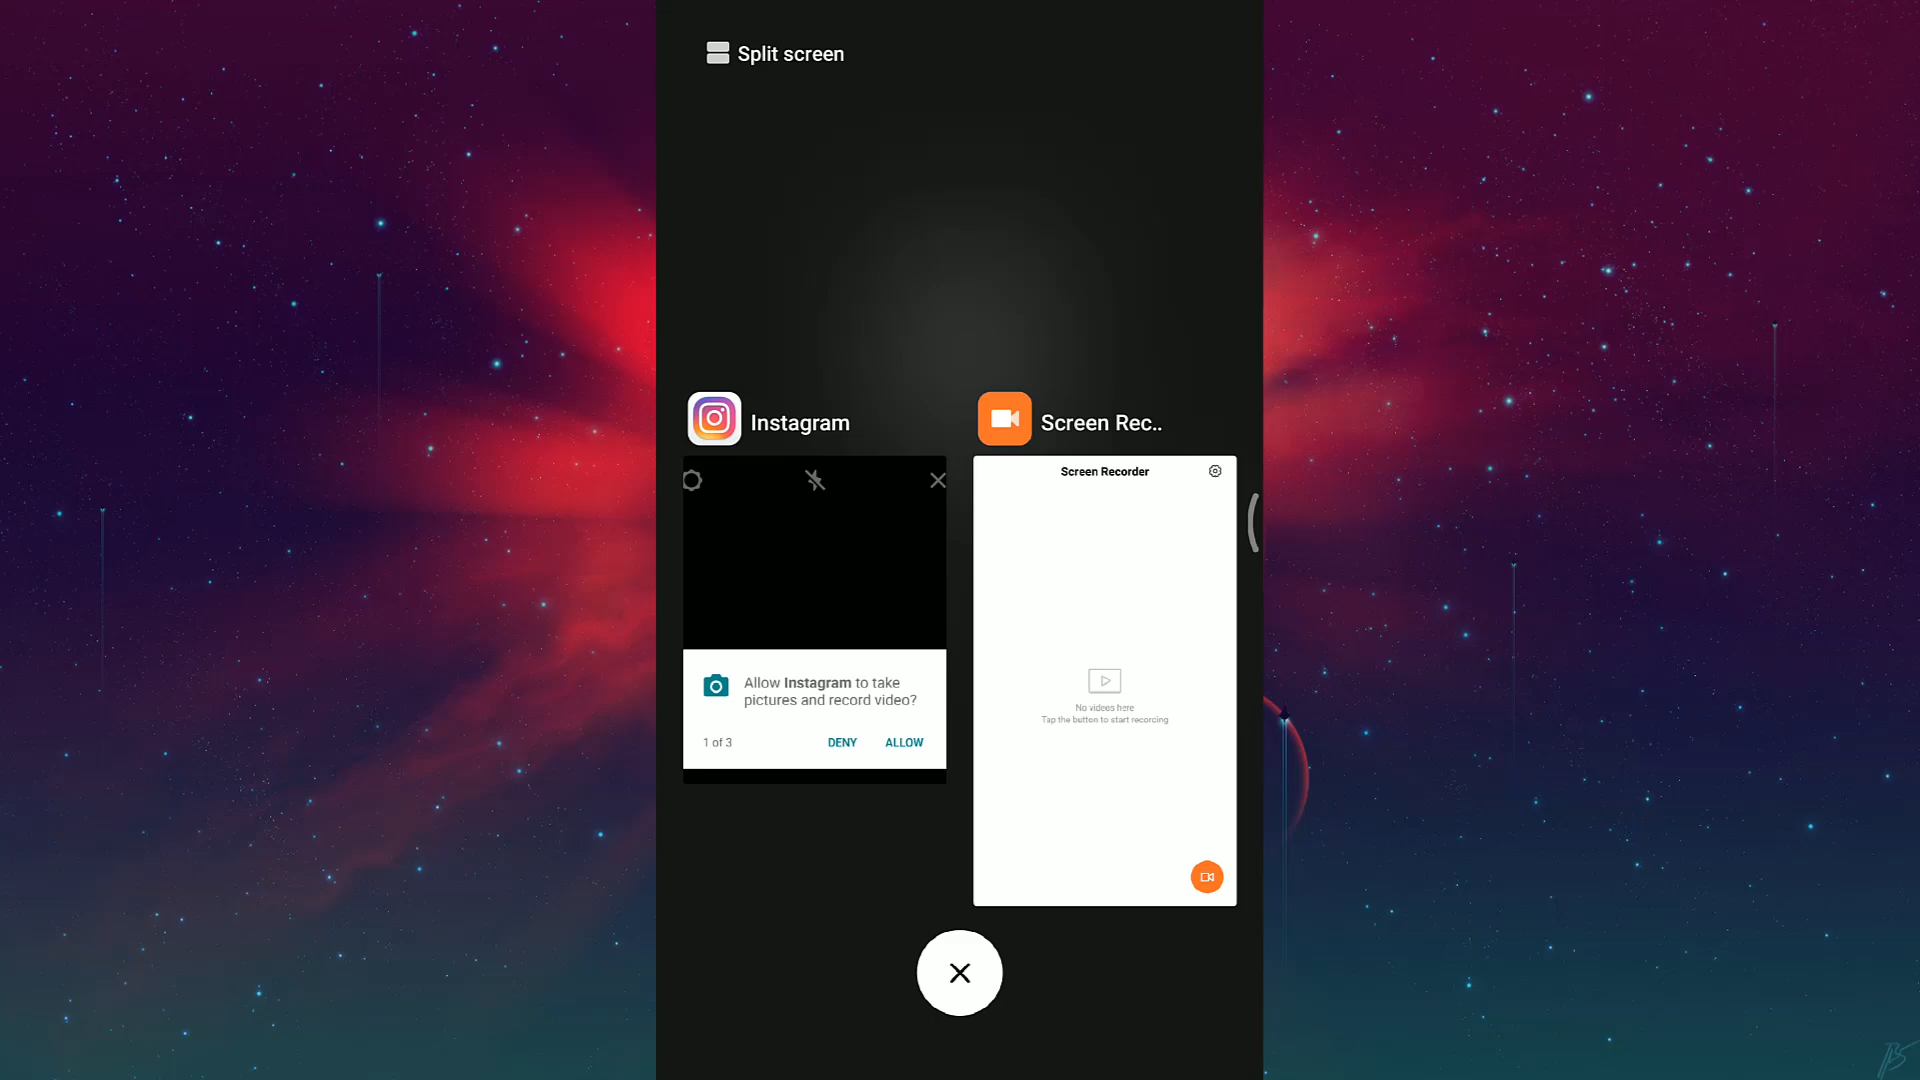 Split screen
Instagram
Screen Rec..
Screen Recorder
Allow Instagram to take
pictures and record video?
1 of 3
DENY
ALLOW
No videos here
Tap the button to start recording